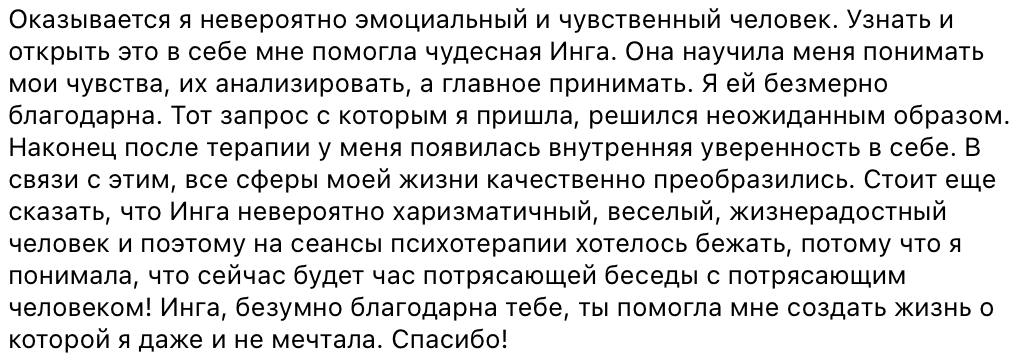 Оказывается я невероятно эмоциальный и чувственный человек. Узнать и
открыть это в себе мне помогла чудесная Инга. Она научила меня понимать
мои чувства, их анализировать, а главное принимать. Я ей безмерно
благодарна. Тот запрос с которым я пришла, решился неожиданным образом.
Наконец после терапии у меня появилась внутренняя уверенность в себе. В
связи с этим, все сферы моей жизни качественно преобразились. Стоит еще
сказать, что Инга невероятно харизматичный, веселый, жизнерадостный
человек и поэтому на сеансы психотерапии хотелось бежать, потому что я
понимала, что сейчас будет час потрясающей беседы с потрясающим
человеком! Инга, безумно благодарна тебе, ты помогла мне создать жизнь о
которой я даже и не мечтала. Спасибо!